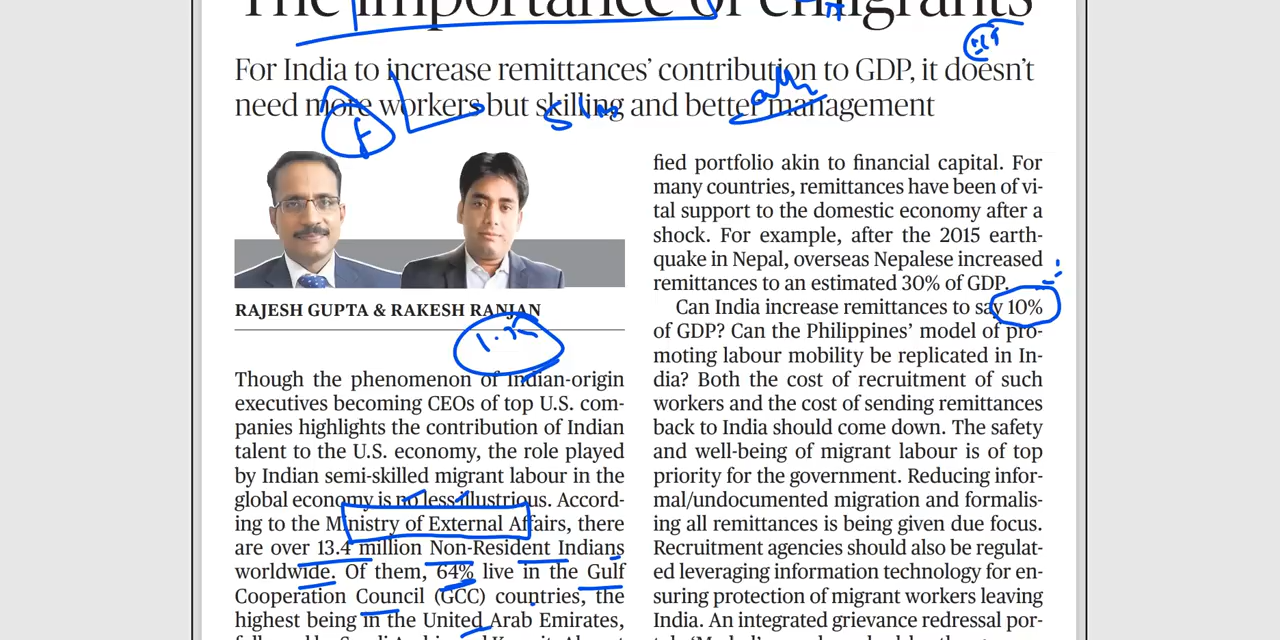 The importance of emigrants
For India to increase remittances' contribution to GDP, it doesn't
need more workers but skilling and better management
RAJESH GUPTA & RAKESH RANJAN
Though the phenomenon of Indian-origin
executives becoming CEOs of top U.S. com-
panies highlights the contribution of Indian
talent to the U.S. economy, the role played
by Indian semi-skilled migrant labour in the
global economy is no less illustrious. Accord-
ing to the Ministry of External Affairs, there
are over 13.4 million Non-Resident Indians
worldwide. Of them, 64% live in the Gulf
Cooperation Council (GCC) countries, the
highest being in the United Arab Emirates,
fied portfolio akin to financial capital. For
many countries, remittances have been of vi-
tal support to the domestic economy after a
shock. For example, after the 2015 earth-
quake in Nepal, overseas Nepalese increased
remittances to an estimated 30% of GDP.
Can India increase remittances to say 10%
of GDP? Can the Philippines' model of pro-
moting labour mobility be replicated in In-
dia? Both the cost of recruitment of such
workers and the cost of sending remittances
back to India should come down. The safety
and well-being of migrant labour is of top
priority for the government. Reducing infor-
mal/undocumented migration and formalis-
ing all remittances is being given due focus.
Recruitment agencies should also be regulat-
ed leveraging information technology for en-
suring protection of migrant workers leaving
India. An integrated grievance redressal por-